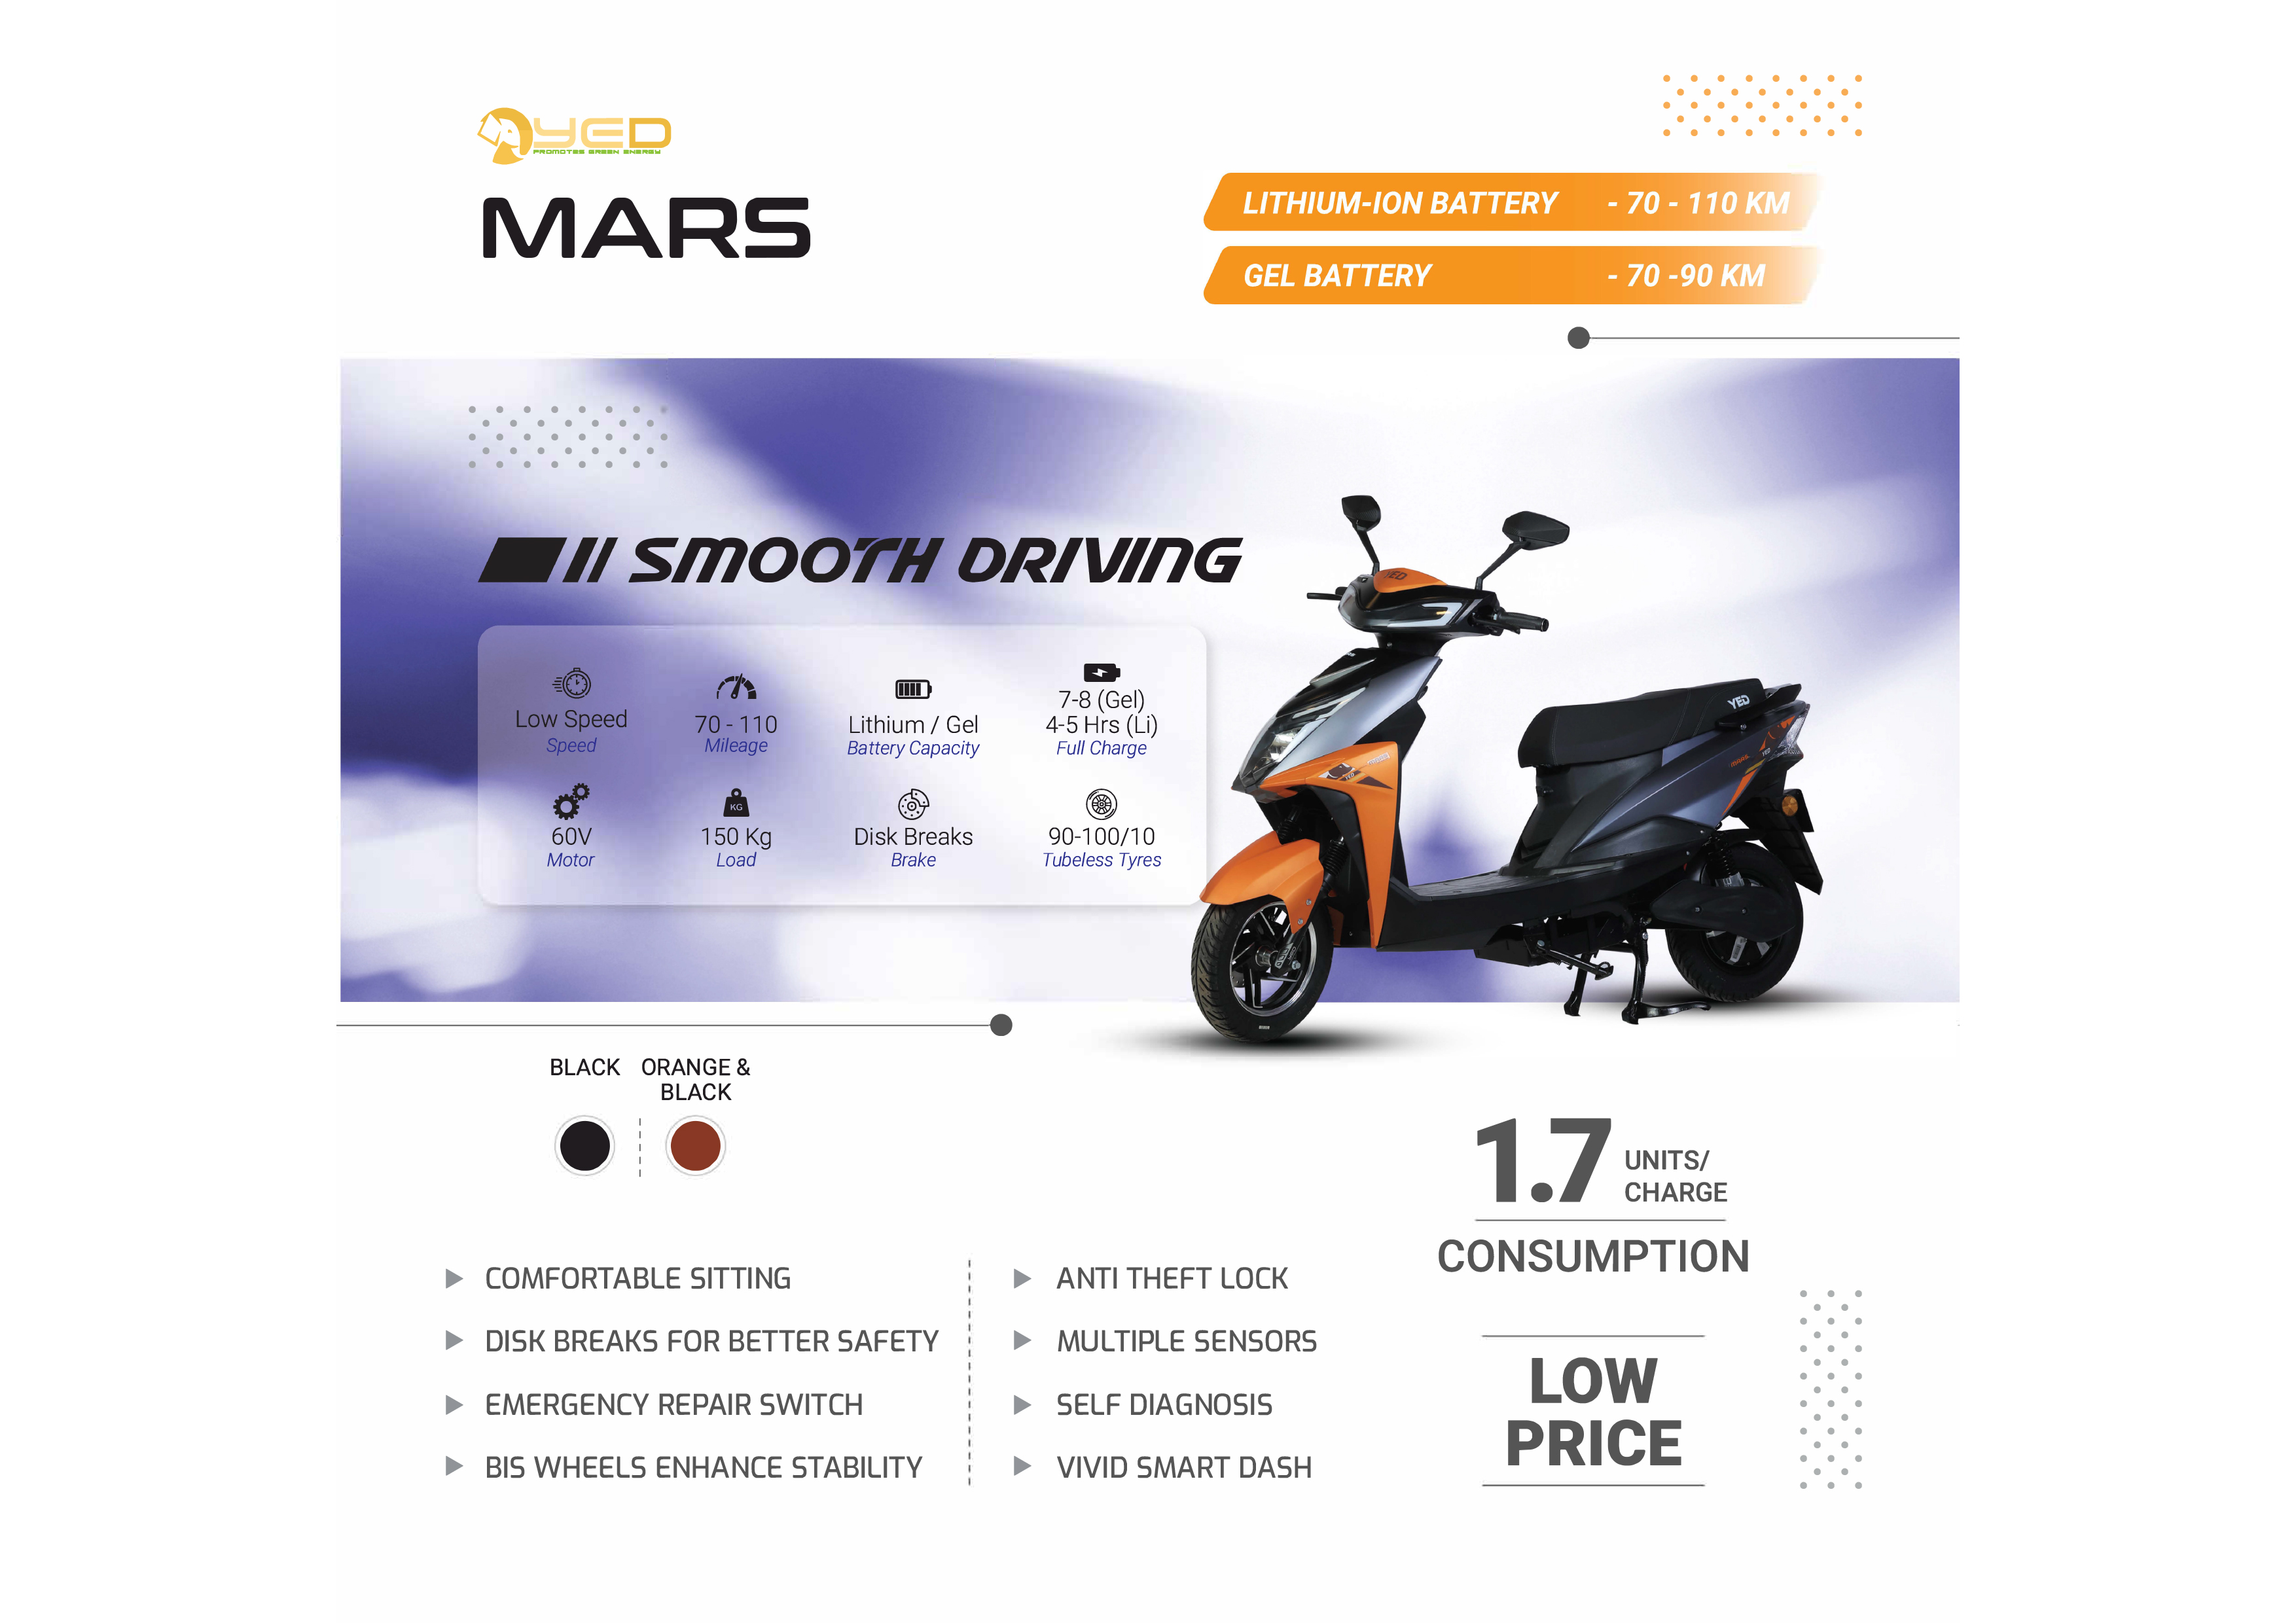 YED
PROMOTES GREEN ENERGY
MARS
LITHIUM-ION BATTERY - 70 - 110 KM
GEL BATTERY - 70 -90 KM
SMOOTH DRIVING
Low Speed
Speed
70 - 110
Mileage
Lithium / Gel
Battery Capacity
7-8 (Gel)
4-5 Hrs (Li)
Full Charge
60V
Motor
KG
150 Kg
Load
Disk Breaks
Brake
90-100/10
Tubeless Tyres
YED
YED
BLACK
ORANGE &
BLACK
1.7 UNITS/
CHARGE
CONSUMPTION
COMFORTABLE SITTING
DISK BREAKS FOR BETTER SAFETY
EMERGENCY REPAIR SWITCH
BIS WHEELS ENHANCE STABILITY
ANTI THEFT LOCK
MULTIPLE SENSORS
SELF DIAGNOSIS
VIVID SMART DASH
LOW
PRICE